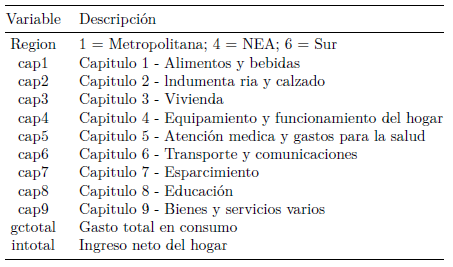 Variable Descripción
Region 1 = Metropolitana; 4 = NEA; 6 = Sur
cap1 Capitulo 1 - Alimentos y bebidas
cap2 Capitulo 2 - lndumenta ria y calzado
cap3 Capitulo 3 - Vivienda
cap4 Capitulo 4 - Equipamiento y funcionamiento del hogar
cap5 Capitulo 5 - Atención medica y gastos para la salud
cap6 Capitulo 6 - Transporte y comunicaciones
cap7 Capitulo 7 - Esparcimiento
cap8 Capitulo 8 - Educación
cap9 Capitulo 9 - Bienes y servicios varios
gctotal Gasto total en consumo
intotal Ingreso neto del hogar